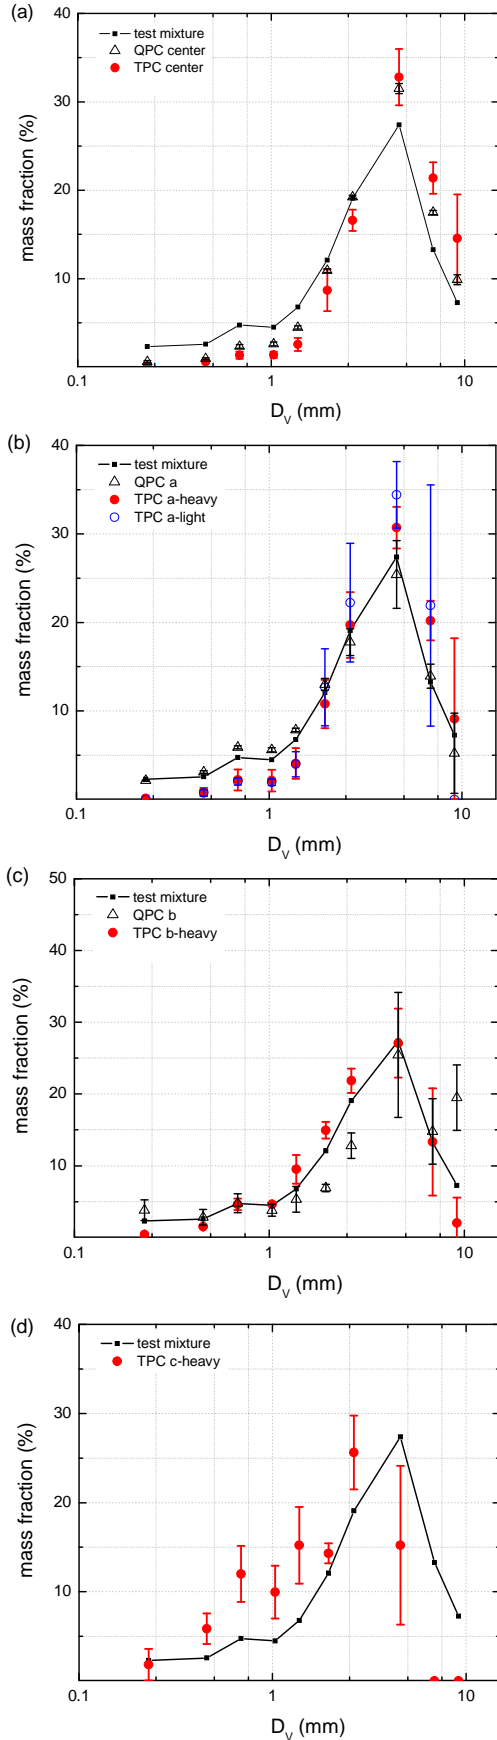 (a)
test mixture
QPC center
TPC center
mass fraction (%)
40
30
20
10
0.1
1
10
D_V (mm)
(b)
test mixture
QPC a
TPC a-heavy
TPC a-light
mass fraction (%)
40
30
20
10
0.1
1
10
D_V (mm)
(c)
test mixture
QPC b
TPC b-heavy
mass fraction (%)
50
40
30
20
10
0.1
1
10
D_V (mm)
(d)
test mixture
TPC c-heavy
mass fraction (%)
40
30
20
10
0.1
1
10
D_V (mm)